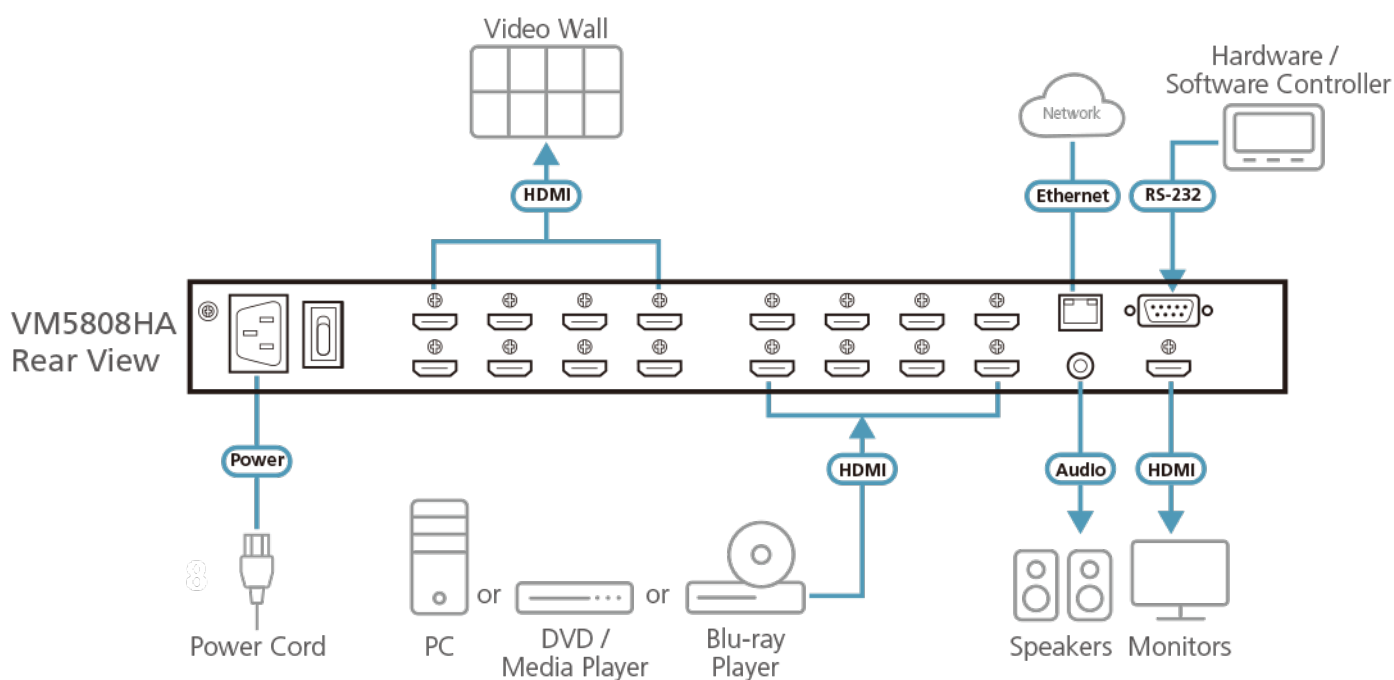 Video Wall
Hardware /
Software Controller
Network
HDMI
Ethernet
RS-232
VM5808HA
Rear View
Power
HDMI
Audio
HDMI
8
or
or
Power Cord
PC
DVD /
Media Player
Blu-ray
Player
Speakers
Monitors